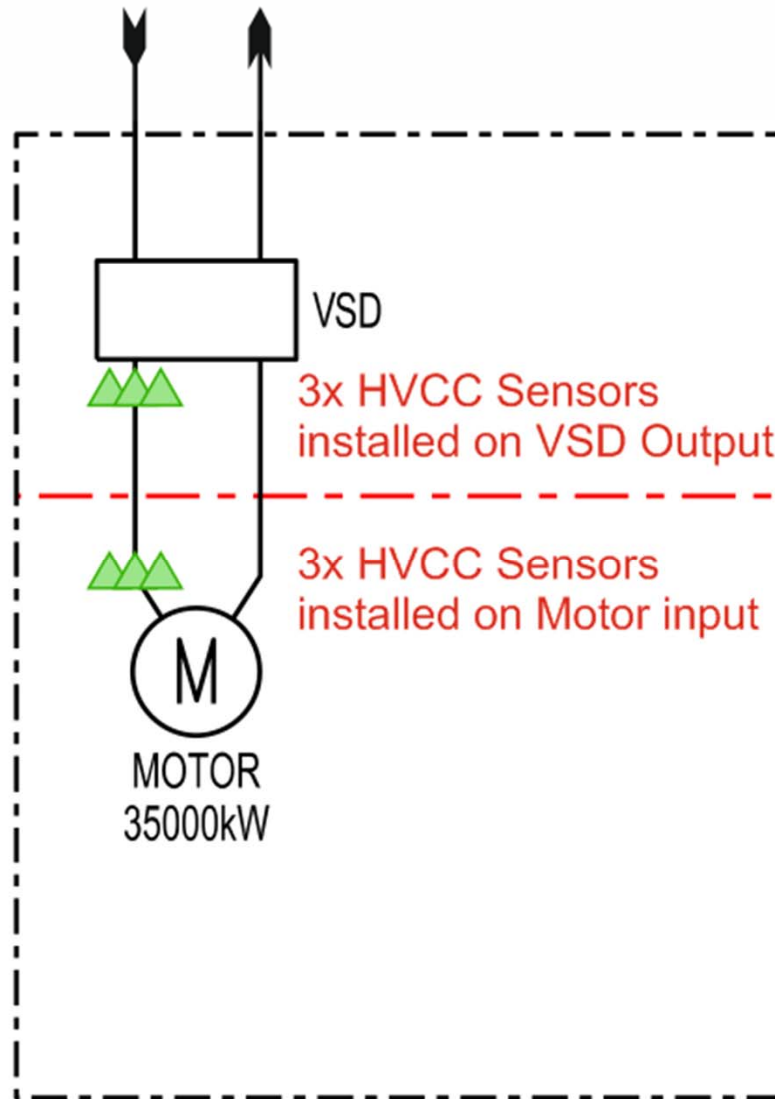 VSD
3x HVCC Sensors
installed on VSD Output
3x HVCC Sensors
installed on Motor input
M
MOTOR
35000kW